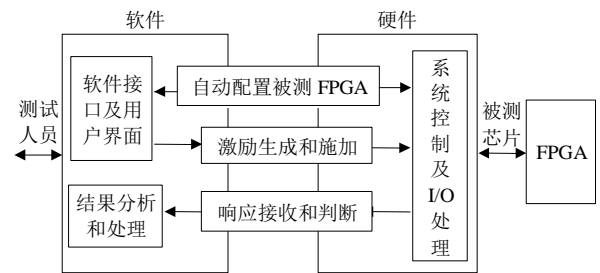 软件
硬件
测试
人员
软件接
口及用
户界面
自动配置被测 FPGA
激励生成和施加
结果分析
和处理
响应接收和判断
系
统
控
制
及
I/O
处
理
被测
芯片
FPGA